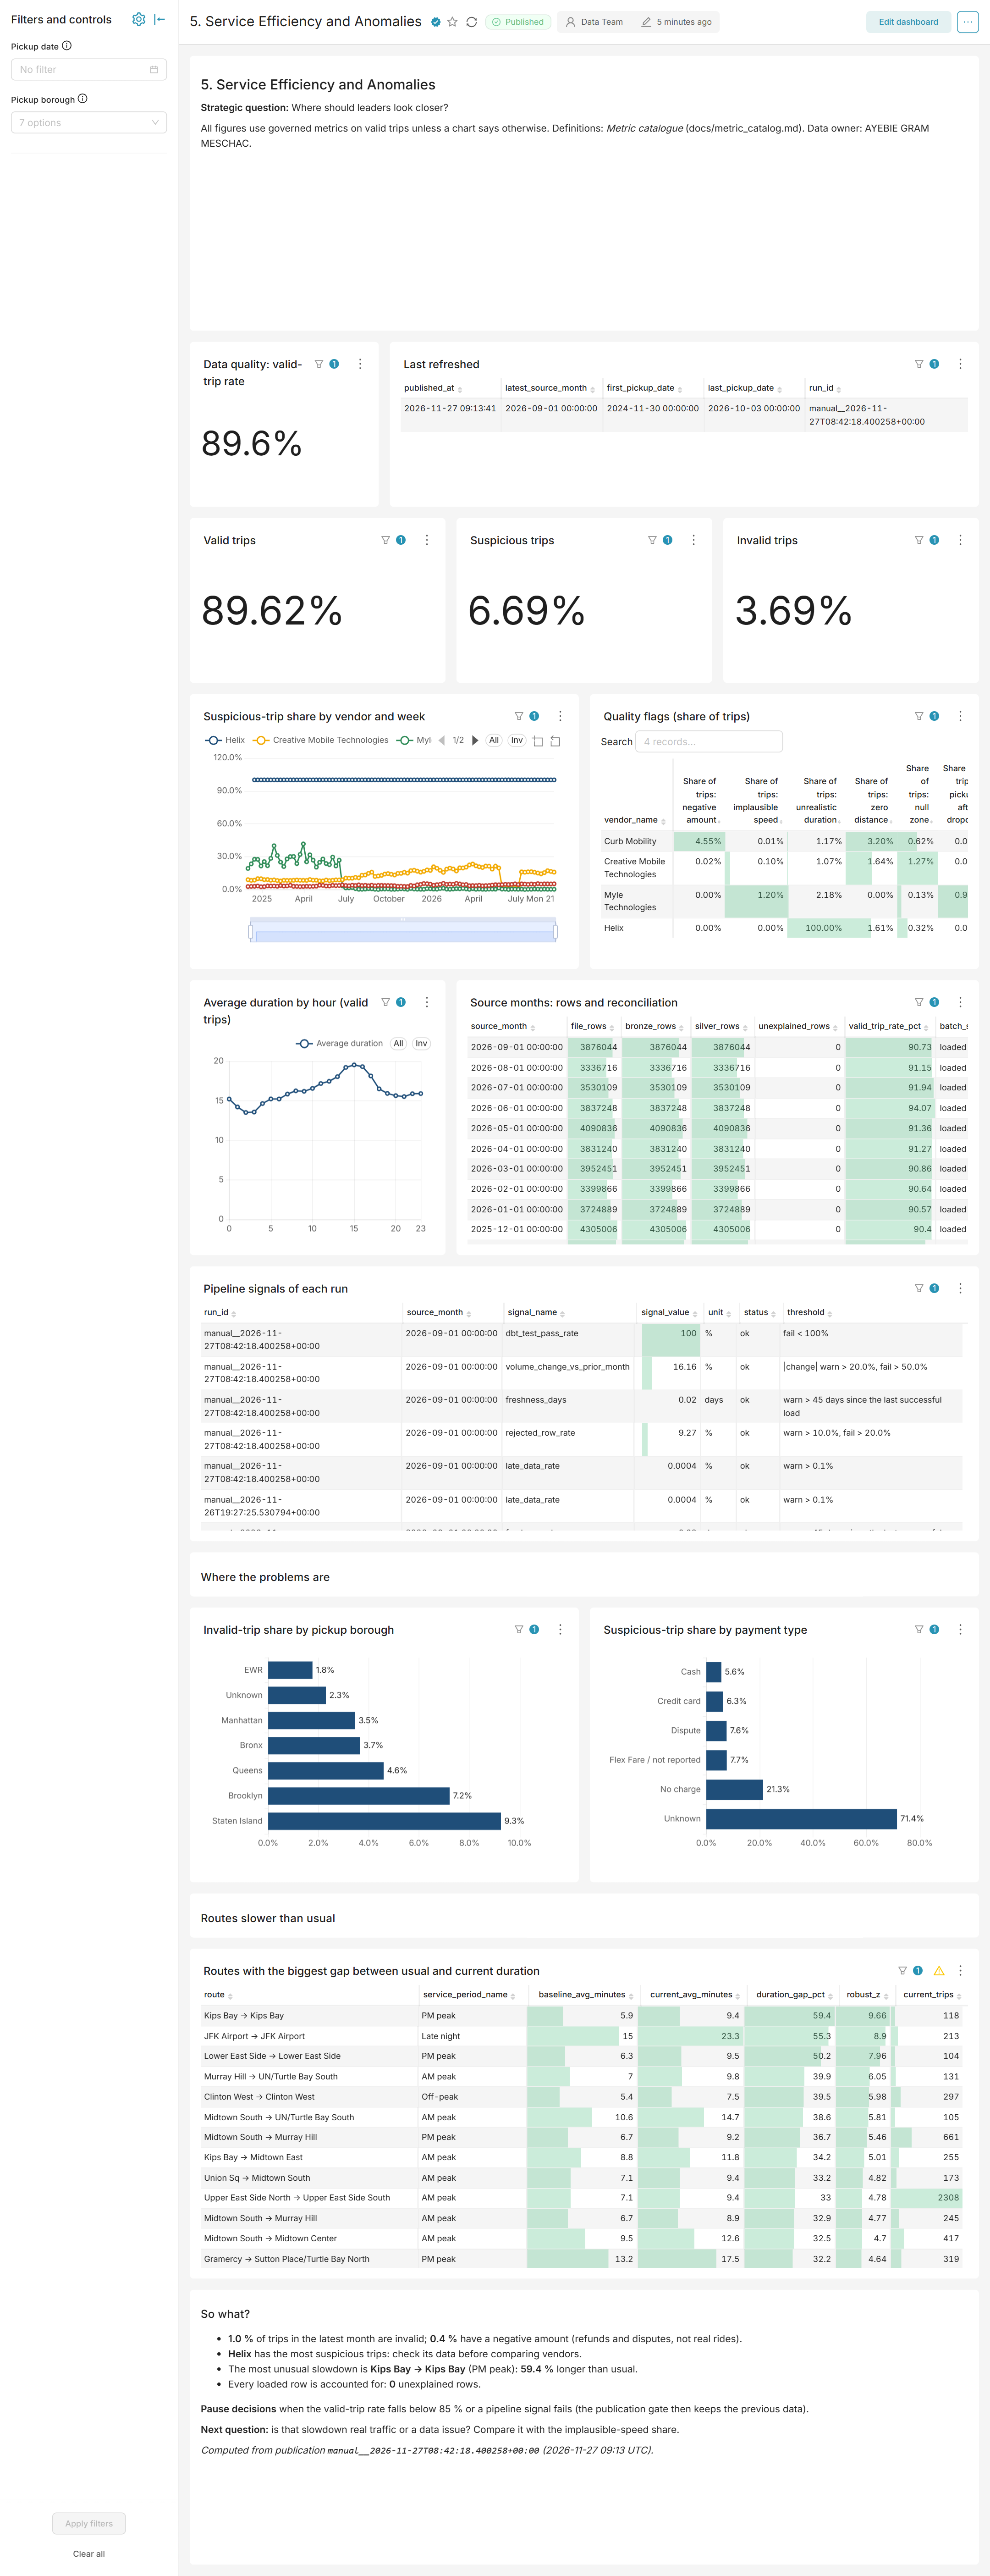 Filters and controls
Pickup date
No filter
Pickup borough
7 options
Apply filters
Clear all
5. Service Efficiency and Anomalies
Published
Data Team
5 minutes ago
Edit dashboard
5. Service Efficiency and Anomalies
Strategic question: Where should leaders look closer?
All figures use governed metrics on valid trips unless a chart says otherwise. Definitions: Metric catalogue (docs/metric_catalog.md). Data owner: AYEBIE GRAM
MESCHAC.
Data quality: valid-
trip rate
1
89.6%
Last refreshed
1
published_at latest_source_month first_pickup_date last_pickup_date run_id
2026-11-27 09:13:41 2026-09-01 00:00:00 2024-11-30 00:00:00 2026-10-03 00:00:00 manual__2026-11-
27T08:42:18.400258+00:00
Valid trips
1
89.62%
Suspicious trips
1
6.69%
Invalid trips
1
3.69%
Suspicious-trip share by vendor and week
1
Helix Creative Mobile Technologies Myl 1/2 All Inv
120.0%
90.0%
60.0%
30.0%
0.0%
2025 April July October 2026 April July Mon 21
Quality flags (share of trips)
1
Search 4 records...
vendor_name
Share of
trips:
negative
amount
Share of
trips:
implausible
speed
Share of
trips:
unrealistic
duration
Share of
trips:
zero
distance
Share
of
trips:
null
zone
Share
trip
pick
aft
dropo
Curb Mobility 4.55% 0.01% 1.17% 3.20% 0.62% 0.0
Creative Mobile
Technologies 0.02% 0.10% 1.07% 1.64% 1.27% 0.0
Myle
Technologies 0.00% 1.20% 2.18% 0.00% 0.13% 0.9
Helix 0.00% 0.00% 100.00% 1.61% 0.32% 0.0
Average duration by hour (valid
trips)
1
Average duration All Inv
20
15
10
5
0
0 5 10 15 20 23
Source months: rows and reconciliation
1
source_month file_rows bronze_rows silver_rows unexplained_rows valid_trip_rate_pct batch_s
2026-09-01 00:00:00 3876044 3876044 3876044 0 90.73 loaded
2026-08-01 00:00:00 3336716 3336716 3336716 0 91.15 loaded
2026-07-01 00:00:00 3530109 3530109 3530109 0 91.94 loaded
2026-06-01 00:00:00 3837248 3837248 3837248 0 94.07 loaded
2026-05-01 00:00:00 4090836 4090836 4090836 0 91.36 loaded
2026-04-01 00:00:00 3831240 3831240 3831240 0 91.27 loaded
2026-03-01 00:00:00 3952451 3952451 3952451 0 90.86 loaded
2026-02-01 00:00:00 3399866 3399866 3399866 0 90.64 loaded
2026-01-01 00:00:00 3724889 3724889 3724889 0 90.57 loaded
2025-12-01 00:00:00 4305006 4305006 4305006 0 90.4 loaded
Pipeline signals of each run
1
run_id source_month signal_name signal_value unit status threshold
manual__2026-11-
27T08:42:18.400258+00:00 2026-09-01 00:00:00 dbt_test_pass_rate 100 % ok fail < 100%
manual__2026-11-
27T08:42:18.400258+00:00 2026-09-01 00:00:00 volume_change_vs_prior_month 16.16 % ok |change| warn > 20.0%, fail > 50.0%
manual__2026-11-
27T08:42:18.400258+00:00 2026-09-01 00:00:00 freshness_days 0.02 days ok warn > 45 days since the last successful
load
manual__2026-11-
27T08:42:18.400258+00:00 2026-09-01 00:00:00 rejected_row_rate 9.27 % ok warn > 10.0%, fail > 20.0%
manual__2026-11-
27T08:42:18.400258+00:00 2026-09-01 00:00:00 late_data_rate 0.0004 % ok warn > 0.1%
manual__2026-11-
26T19:27:25.530794+00:00 2026-09-01 00:00:00 late_data_rate 0.0004 % ok warn > 0.1%
Where the problems are
Invalid-trip share by pickup borough
1
EWR 1.8%
Unknown 2.3%
Manhattan 3.5%
Bronx 3.7%
Queens 4.6%
Brooklyn 7.2%
Staten Island 9.3%
0.0% 2.0% 4.0% 6.0% 8.0% 10.0%
Suspicious-trip share by payment type
1
Cash 5.6%
Credit card 6.3%
Dispute 7.6%
Flex Fare / not reported 7.7%
No charge 21.3%
Unknown 71.4%
0.0% 20.0% 40.0% 60.0% 80.0%
Routes slower than usual
Routes with the biggest gap between usual and current duration
1
route service_period_name baseline_avg_minutes current_avg_minutes duration_gap_pct robust_z current_trips
Kips Bay → Kips Bay PM peak 5.9 9.4 59.4 9.66 118
JFK Airport → JFK Airport Late night 15 23.3 55.3 8.9 213
Lower East Side → Lower East Side PM peak 6.3 9.5 50.2 7.96 104
Murray Hill → UN/Turtle Bay South AM peak 7 9.8 39.9 6.05 131
Clinton West → Clinton West Off-peak 5.4 7.5 39.5 5.98 297
Midtown South → UN/Turtle Bay South AM peak 10.6 14.7 38.6 5.81 105
Midtown South → Murray Hill PM peak 6.7 9.2 36.7 5.46 661
Kips Bay → Midtown East AM peak 8.8 11.8 34.2 5.01 255
Union Sq → Midtown South AM peak 7.1 9.4 33.2 4.82 173
Upper East Side North → Upper East Side South AM peak 7.1 9.4 33 4.78 2308
Midtown South → Murray Hill AM peak 6.7 8.9 32.9 4.77 245
Midtown South → Midtown Center AM peak 9.5 12.6 32.5 4.7 417
Gramercy → Sutton Place/Turtle Bay North PM peak 13.2 17.5 32.2 4.64 319
So what?
• 1.0 % of trips in the latest month are invalid; 0.4 % have a negative amount (refunds and disputes, not real rides).
• Helix has the most suspicious trips: check its data before comparing vendors.
• The most unusual slowdown is Kips Bay → Kips Bay (PM peak): 59.4 % longer than usual.
• Every loaded row is accounted for: 0 unexplained rows.
Pause decisions when the valid-trip rate falls below 85 % or a pipeline signal fails (the publication gate then keeps the previous data).
Next question: is that slowdown real traffic or a data issue? Compare it with the implausible-speed share.
Computed from publication manual__2026-11-27T08:42:18.400258+00:00 (2026-11-27 09:13 UTC).